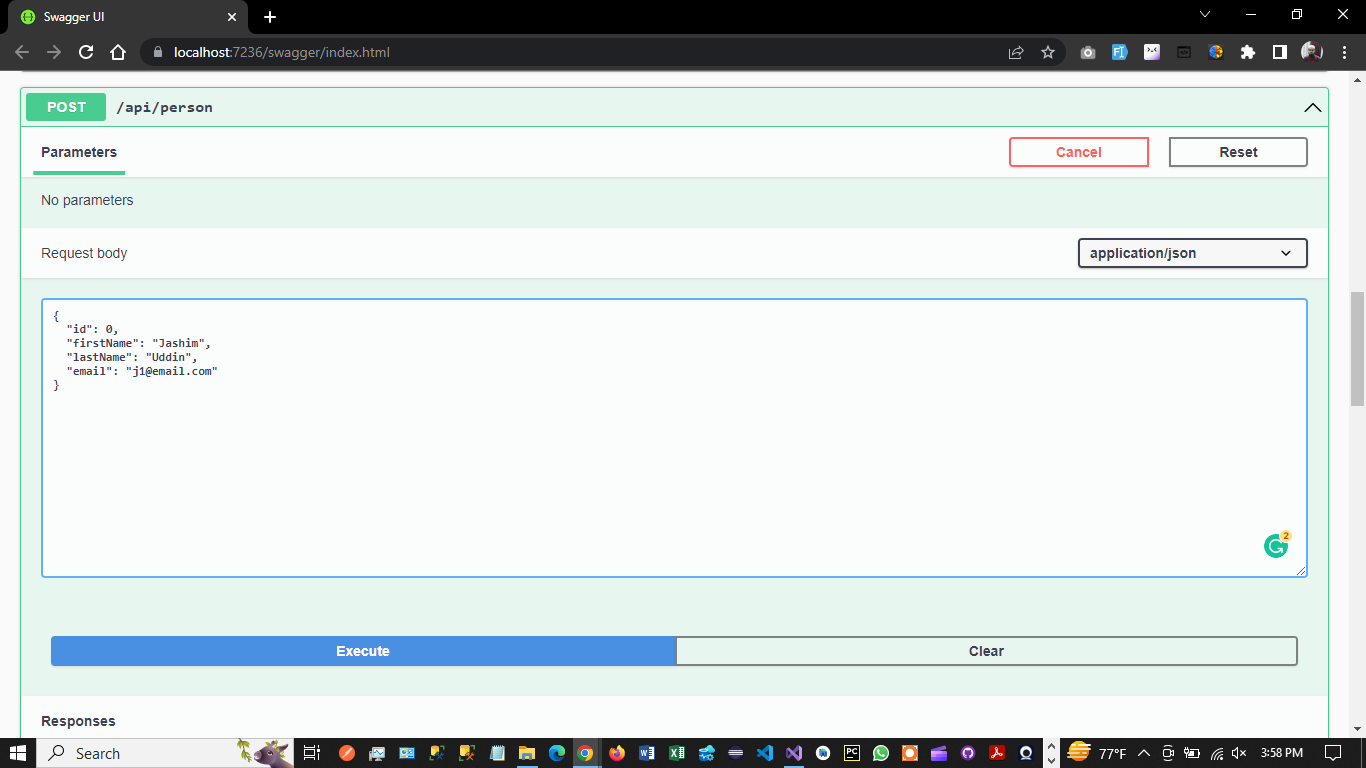 Swagger UI
localhost:7236/swagger/index.html
POST /api/person
Parameters
Cancel
Reset
No parameters
Request body
application/json
{
"id": 0,
"firstName": "Jashim",
"lastName": "Uddin",
"email": "j1@email.com"
}
2
Execute
Clear
Responses
Search
77°F
3:58 PM